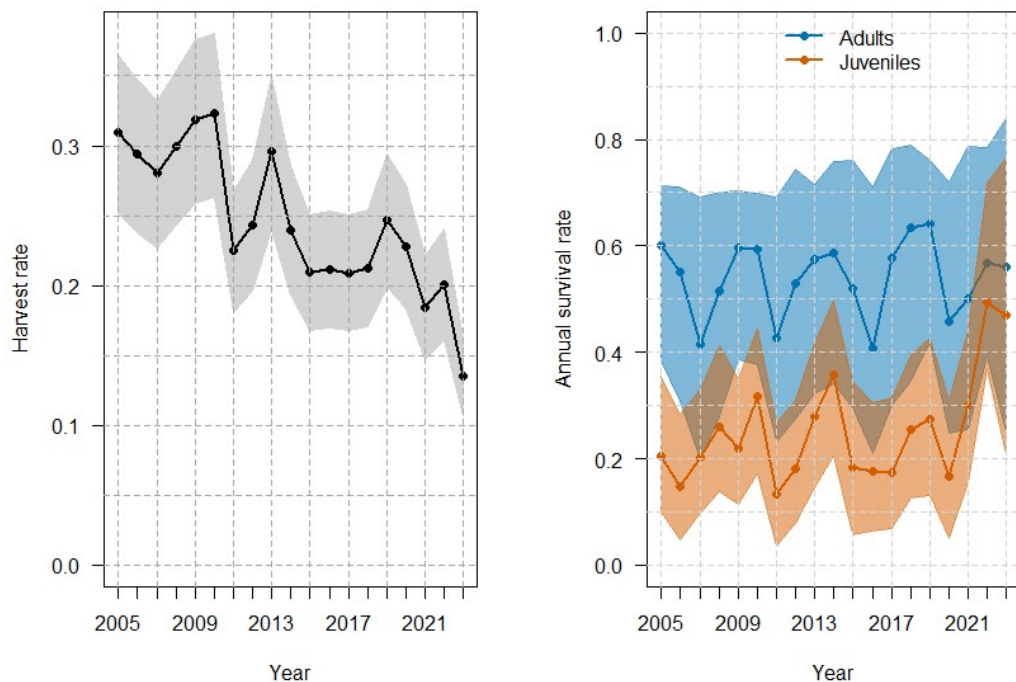 Harvest rate
0.3
0.2
0.1
0.0
2005 2009 2013 2017 2021
Year
Annual survival rate
1.0
0.8
0.6
0.4
0.2
0.0
Adults
Juveniles
2005 2009 2013 2017 2021
Year